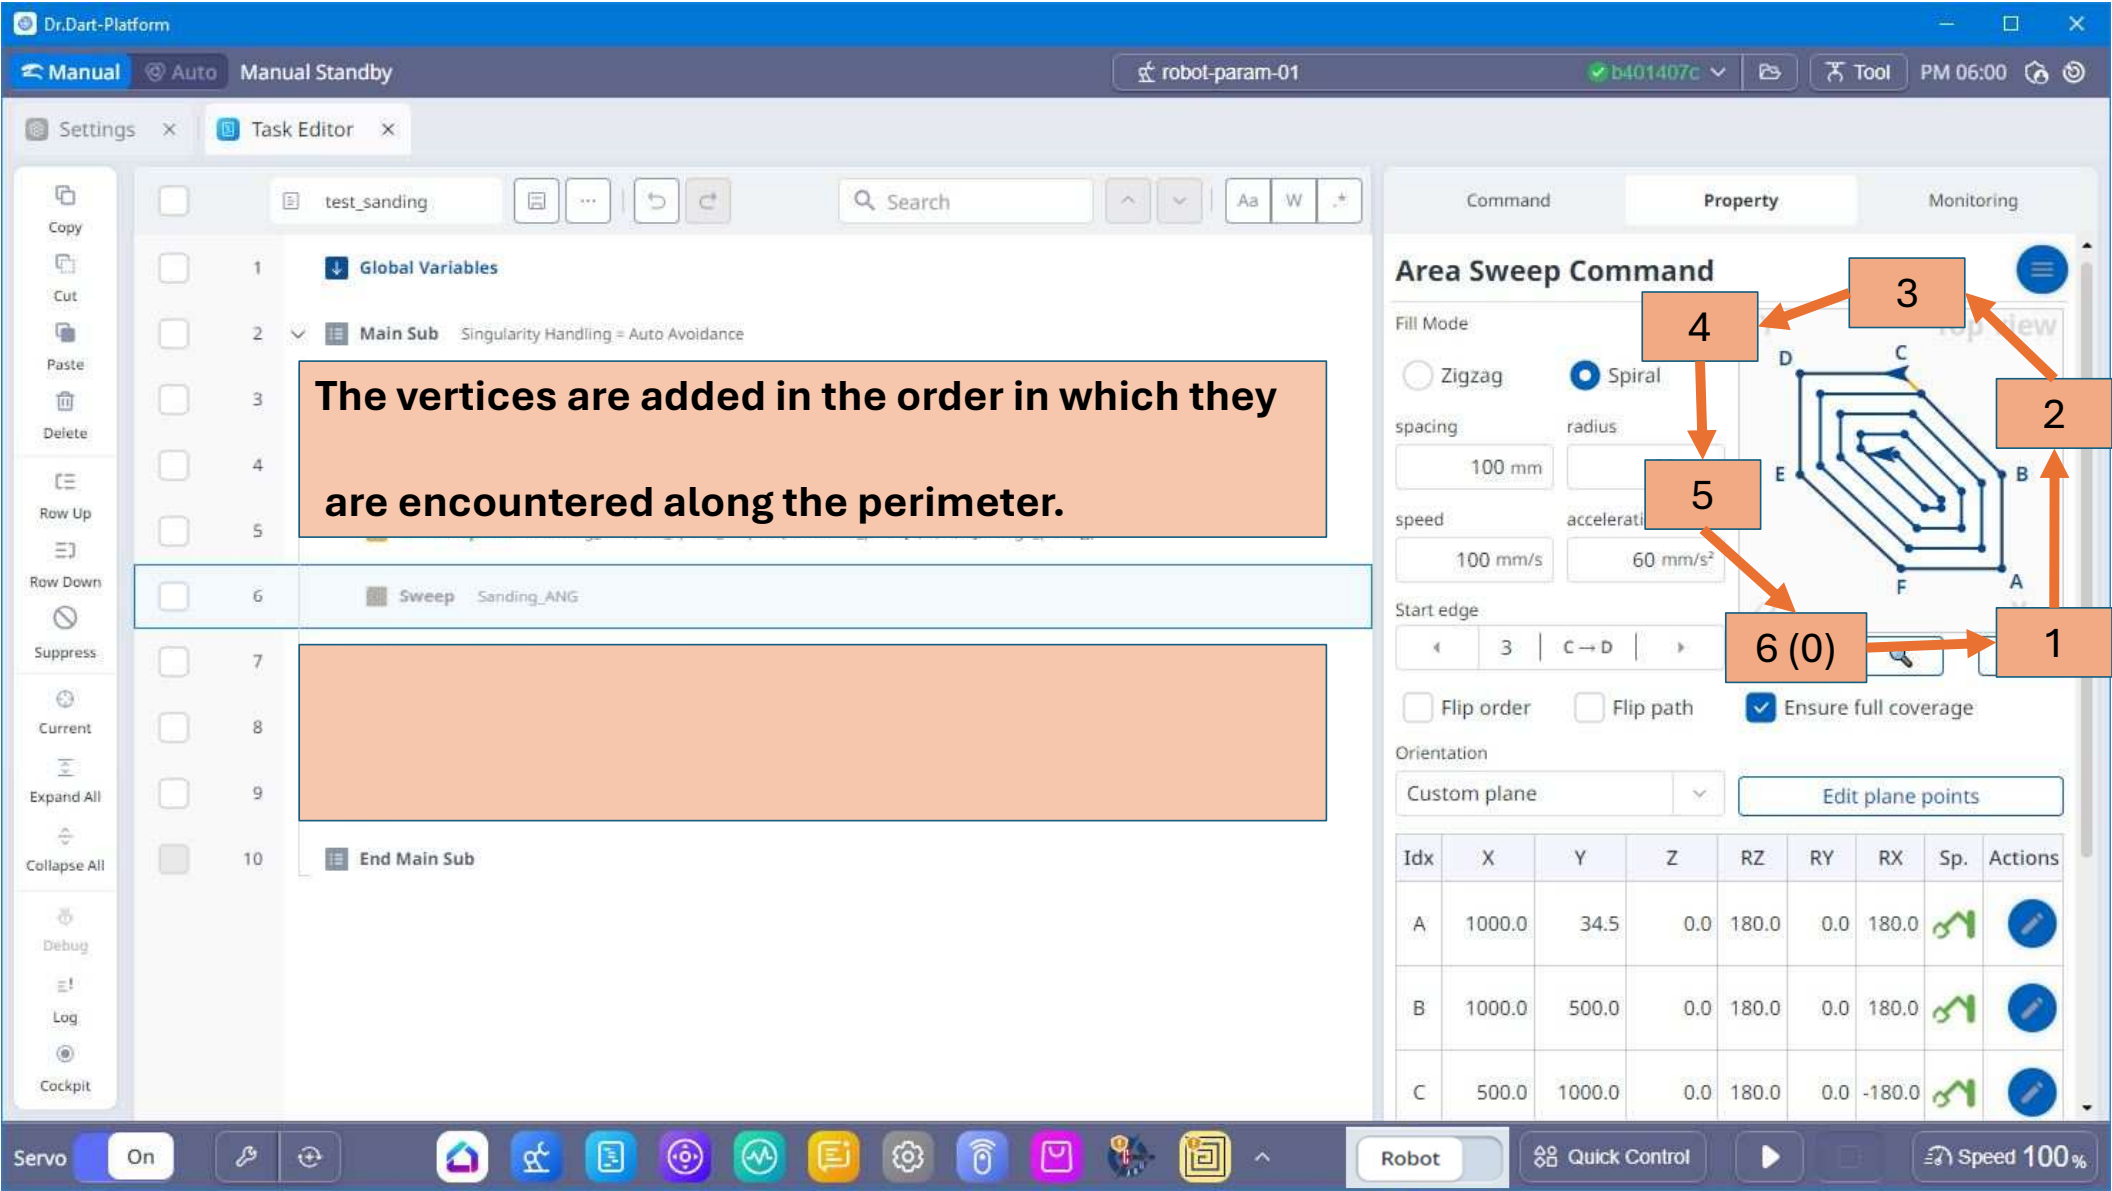 Dr.Dart-Platform
Manual Auto Manual Standby robot-param-01 b401407c Tool PM 06:00
Settings Task Editor
Copy
Cut
Paste
Delete
Row Up
Row Down
Suppress
Current
Expand All
Collapse All
Debug
Log
Cockpit
test_sanding Search Aa W .*
1 Global Variables
2 Main Sub Singularity Handling = Auto Avoidance
3
The vertices are added in the order in which they
4
are encountered along the perimeter.
5
6 Sweep Sanding_ANG
7
8
9
10 End Main Sub
Command Property Monitoring
Area Sweep Command
Fill Mode
Zigzag Spiral
spacing radius
100 mm
speed
100 mm/s 60 mm/s²
Start edge
3 C→D
Flip order Flip path Ensure full coverage
Orientation
Custom plane Edit plane points
3
4
2
5
6 (0)
1
D C
E B
F A
Idx X Y Z RZ RY RX Sp. Actions
A 1000.0 34.5 0.0 180.0 0.0 180.0
B 1000.0 500.0 0.0 180.0 0.0 180.0
C 500.0 1000.0 0.0 180.0 0.0 -180.0
Servo On Robot Quick Control Speed 100%